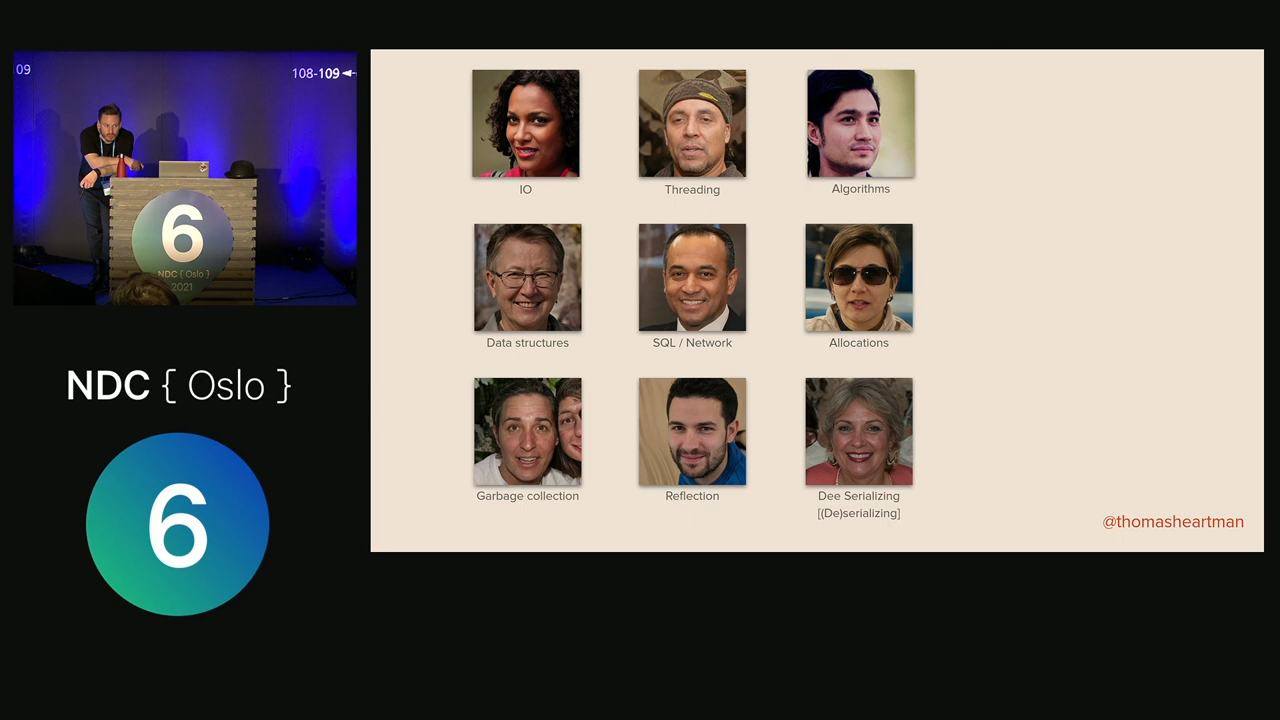 09
108-109
6
NDC { Oslo }
2021
NDC { Oslo }
6
IO
Threading
Algorithms
Data structures
SQL / Network
Allocations
Garbage collection
Reflection
Dee Serializing
[(De)serializing]
@thomasheartman